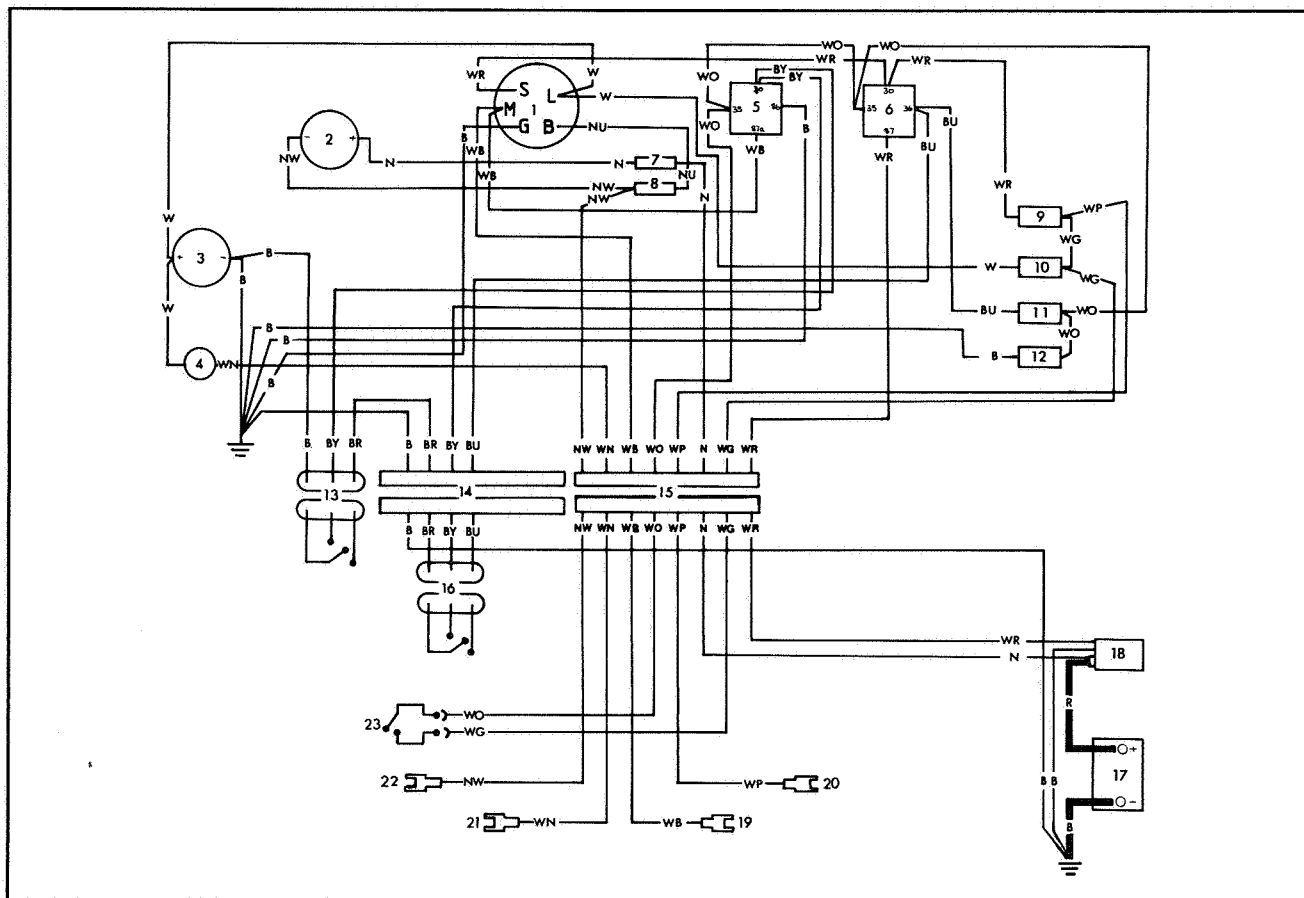 WO WO
W WR WR
WR BY
BY
S L WO 30 30
M 1 W 35 5 86 35 6 36
G B NU WO 87a B 87 BU
B WB BU
- 2 + WB WR
NW N N 7
WB NW 8 NU N
NW
WR 9 WP
W WG
+ 3 - B W 10 WG
B
W BU 11 WO
B WO
B B 12
4 WN
B
B BY BR B BR BY BU NW WN WB WO WP N WG WR
13 14 15
B BR BY BU NW WN WB WO WP N WG WR
16
WR
N 18
R
23 WO
WG
+
17
-
22 NW WP 20
B B
21 WN WB 19
B